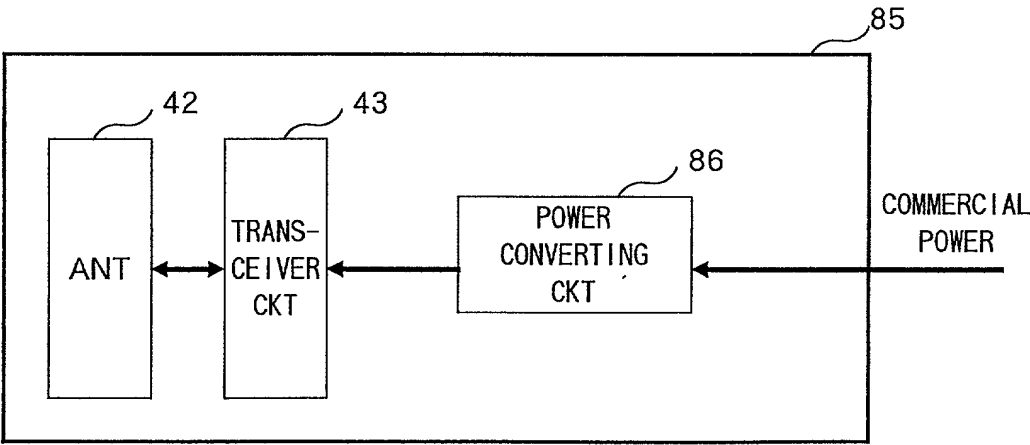 85
42
43
86
ANT
TRANS-
CEIVER
CKT
POWER
CONVERTING
CKT
COMMERCIAL
POWER